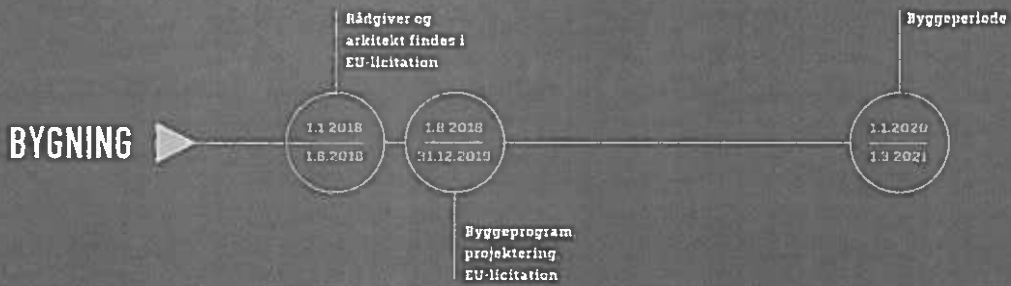 Rådgiver og
arkitekt findes i
EU-licitation
Byggeperiode
BYGNING
1.1 2018
1.8.2018
1.8 2018
31.12.2019
1.1.2020
1.3 2021
Byggeprogram,
projektering
EU-licitation